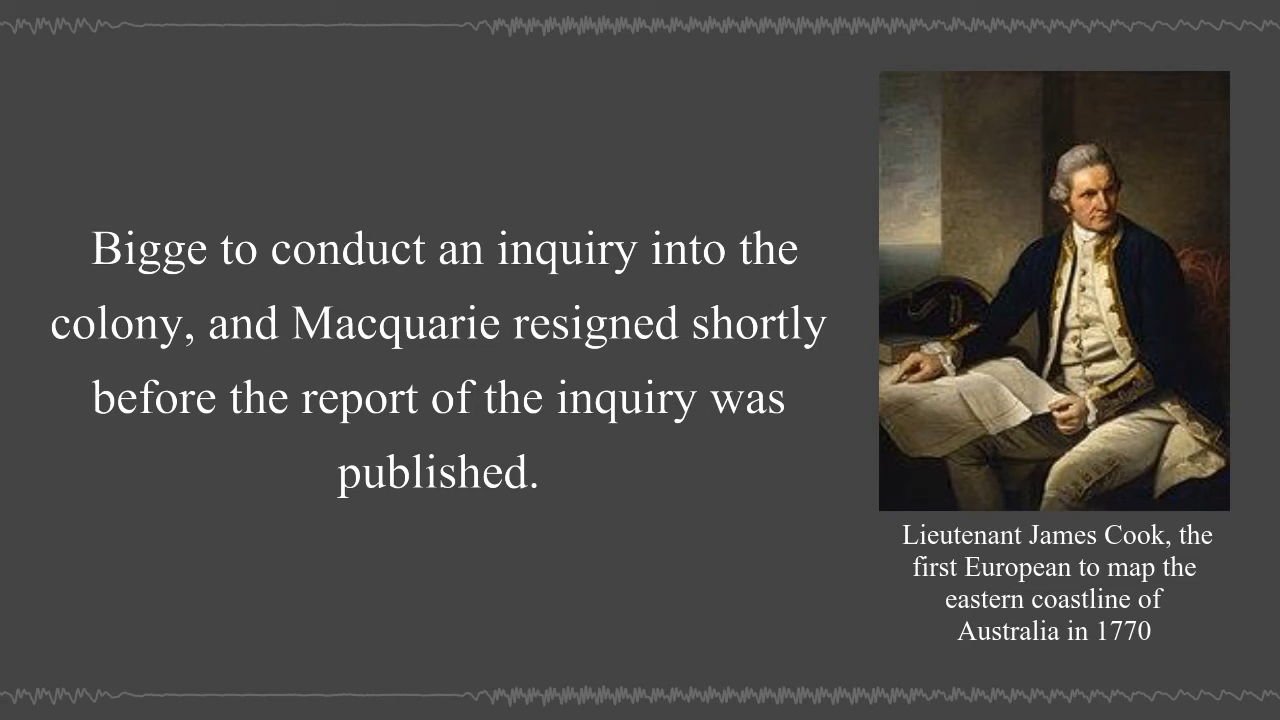 Bigge to conduct an inquiry into the
colony, and Macquarie resigned shortly
before the report of the inquiry was
published.
Lieutenant James Cook, the
first European to map the
eastern coastline of
Australia in 1770